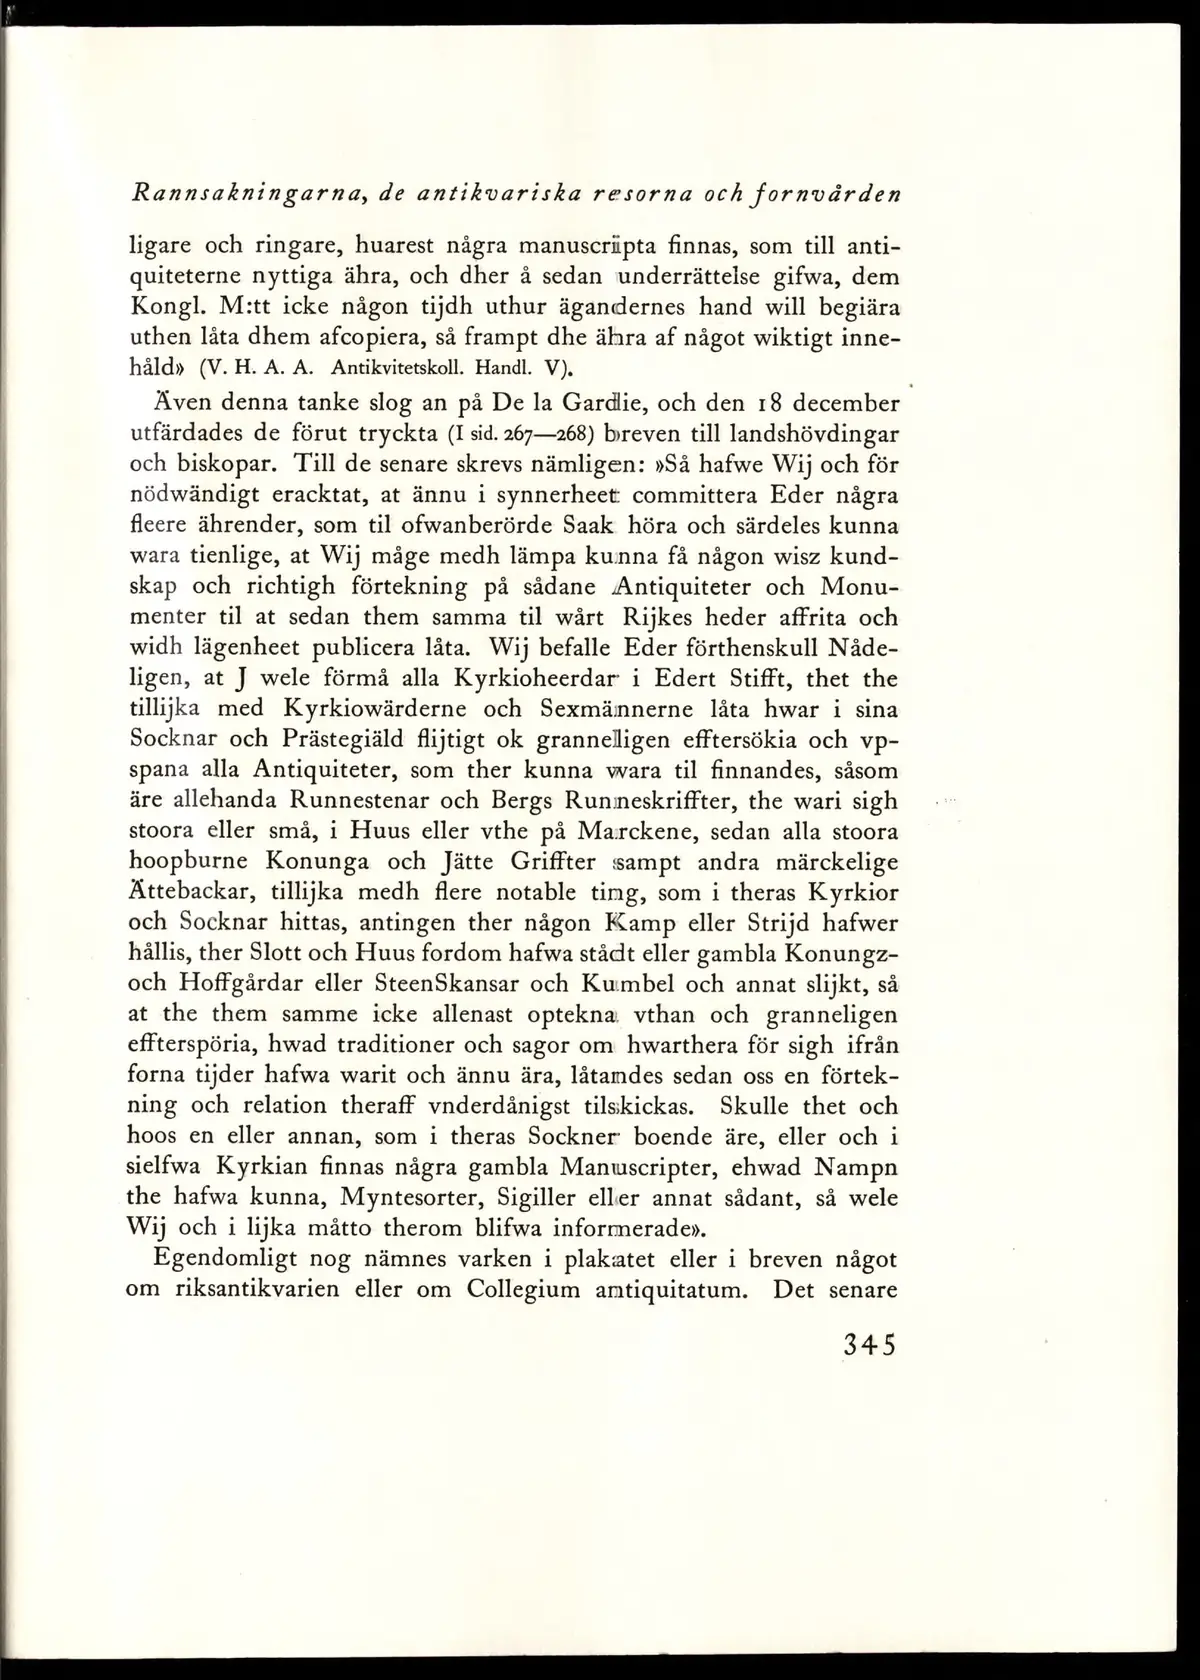 Rannsakningarna, de antikvariska resorna och fornvården
ligare och ringare, huarest några manuscripta finnas, som till anti-
quiteterne nyttiga ähra, och dher å sedan underrättelse gifwa, dem
Kongl. M:tt icke någon tijdh uthur ägandernes hand will begiära
uthen låta dhem afcopiera, så frampt dhe ähra af något wiktigt inne-
håld» (V. H. A. A. Antikvitetskoll. Handl. V).
Även denna tanke slog an på De la Gardie, och den 18 december
utfärdades de förut tryckta (I sid. 267—268) breven till landshövdingar
och biskopar. Till de senare skrevs nämligen: »Så hafwe Wij och för
nödwändigt eracktat, at ännu i synnerheet committera Eder några
fleere ährender, som til ofwanberörde Saak höra och särdeles kunna
wara tienlige, at Wij måge medh lämpa kunna få någon wisz kund-
skap och richtigh förtekning på sådane Antiquiteter och Monu-
menter til at sedan them samma til wårt Rijkes heder affrita och
widh lägenheet publicera låta. Wij befalle Eder förthenskull Nåde-
ligen, at J wele förmå alla Kyrkioheerdar i Edert Stifft, thet the
tillijka med Kyrkiowärderne och Sexmännerne låta hwar i sina
Socknar och Prästegiäld flijtigt ok granneligen efftersökia och vp-
spana alla Antiquiteter, som ther kunna wara til finnandes, såsom
äre allehanda Runnestenar och Bergs Runneskriffter, the wari sigh
stoora eller små, i Huus eller vthe på Marckene, sedan alla stoora
hoopburne Konunga och Jätte Griffter sampt andra märckelige
Ättebackar, tillijka medh flere notable ting, som i theras Kyrkior
och Socknar hittas, antingen ther någon Kamp eller Strijd hafwer
hållis, ther Slott och Huus fordom hafwa stådt eller gambla Konungz-
och Hoffgårdar eller SteenSkansar och Kumbel och annat slijkt, så
at the them samme icke allenast optekna vthan och granneligen
effterspöria, hwad traditioner och sagor om hwarthera för sigh ifrån
forna tijder hafwa warit och ännu ära, låtandes sedan oss en förtek-
ning och relation theraff vnderdånigst tilskickas. Skulle thet och
hoos en eller annan, som i theras Sockner boende äre, eller och i
sielfwa Kyrkian finnas några gambla Manuscripter, ehwad Nampn
the hafwa kunna, Myntesorter, Sigiller eller annat sådant, så wele
Wij och i lijka måtto therom blifwa informerade».
Egendomligt nog nämnes varken i plakatet eller i breven något
om riksantikvarien eller om Collegium antiquitatum. Det senare
345